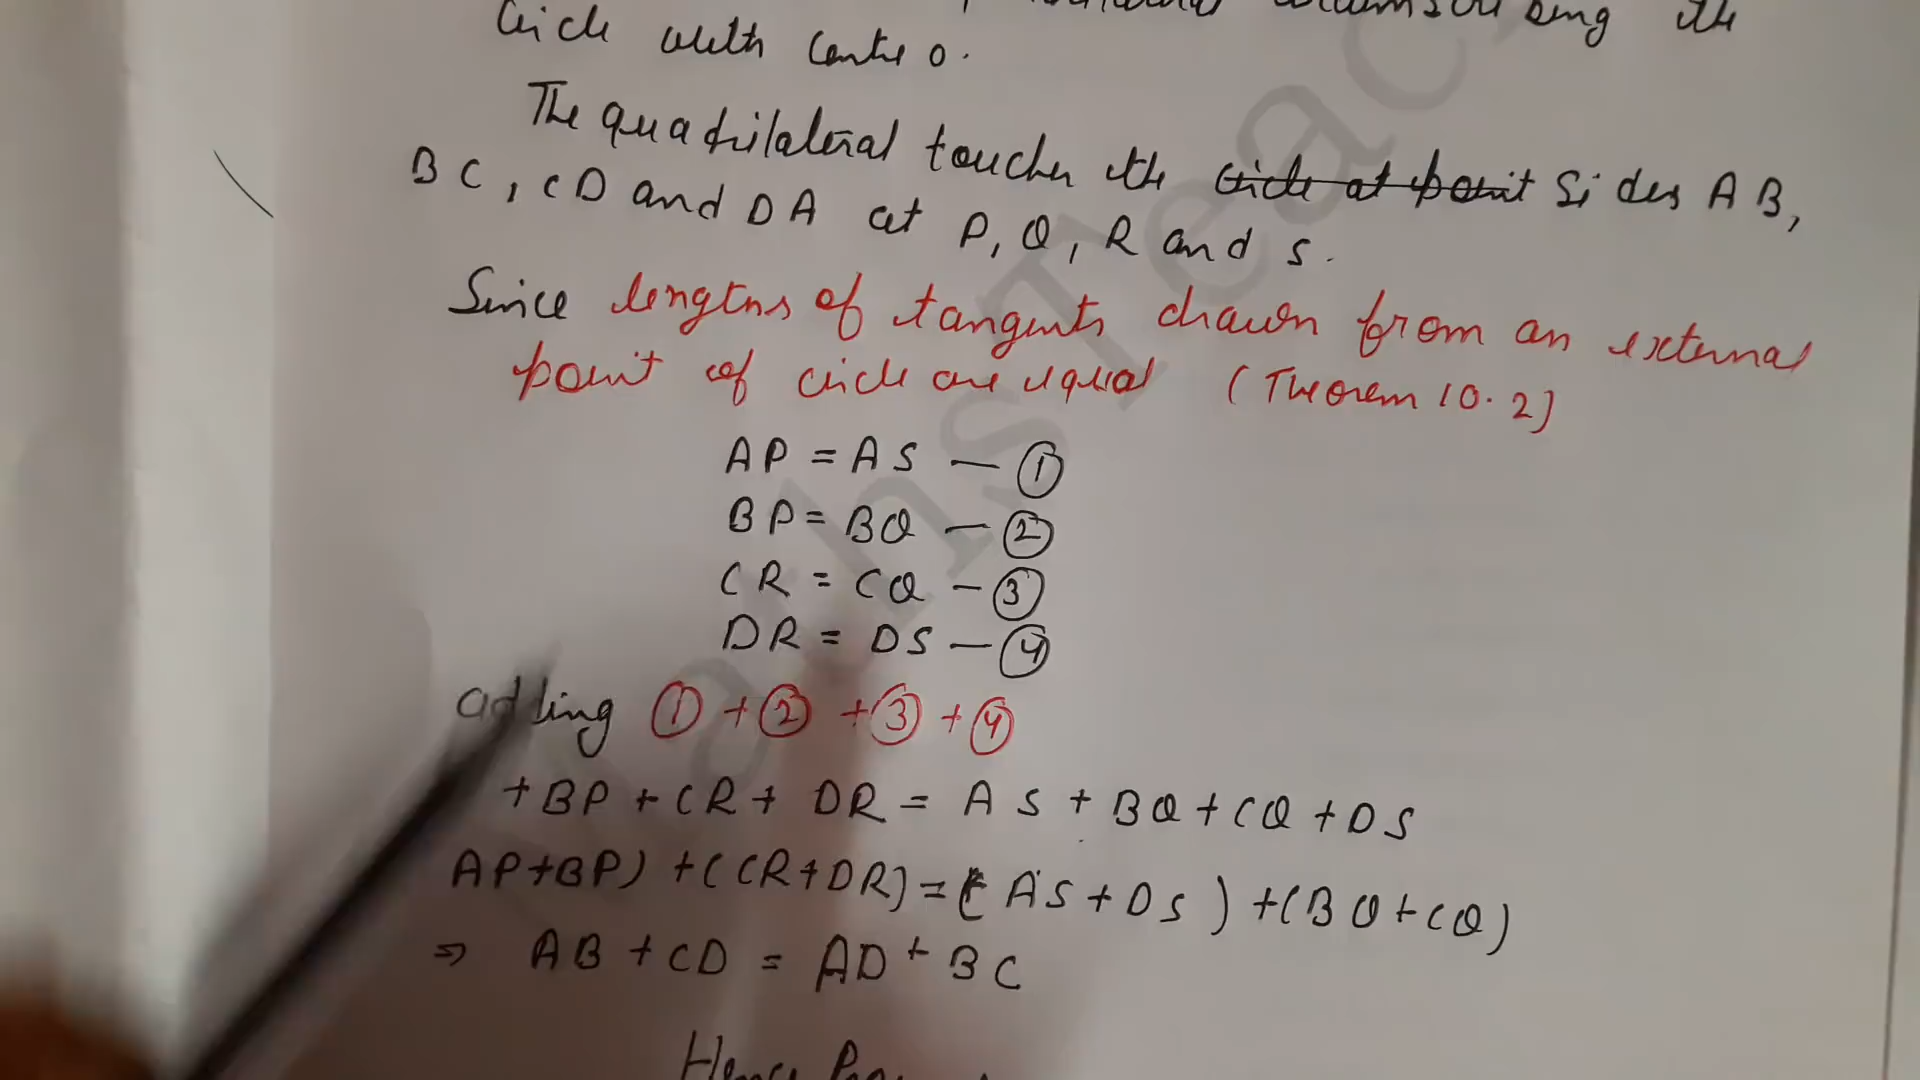 circumscribing the
Circle with Centre O.
The quadrilateral touches the circle at point Sides AB,
BC, CD and DA at P, Q, R and S.
Since lengths of tangents drawn from an external
point of circle are equal (Theorem 10.2)
AP = AS — ①
BP = BQ — ②
CR = CQ — ③
DR = DS — ④
adding ① + ② + ③ + ④
+ BP + CR + DR = AS + BQ + CQ + DS
AP+BP) + (CR+DR) = (AS + DS) + (BQ + CQ)
⇒ AB + CD = AD + BC
Hence
MathsTeac